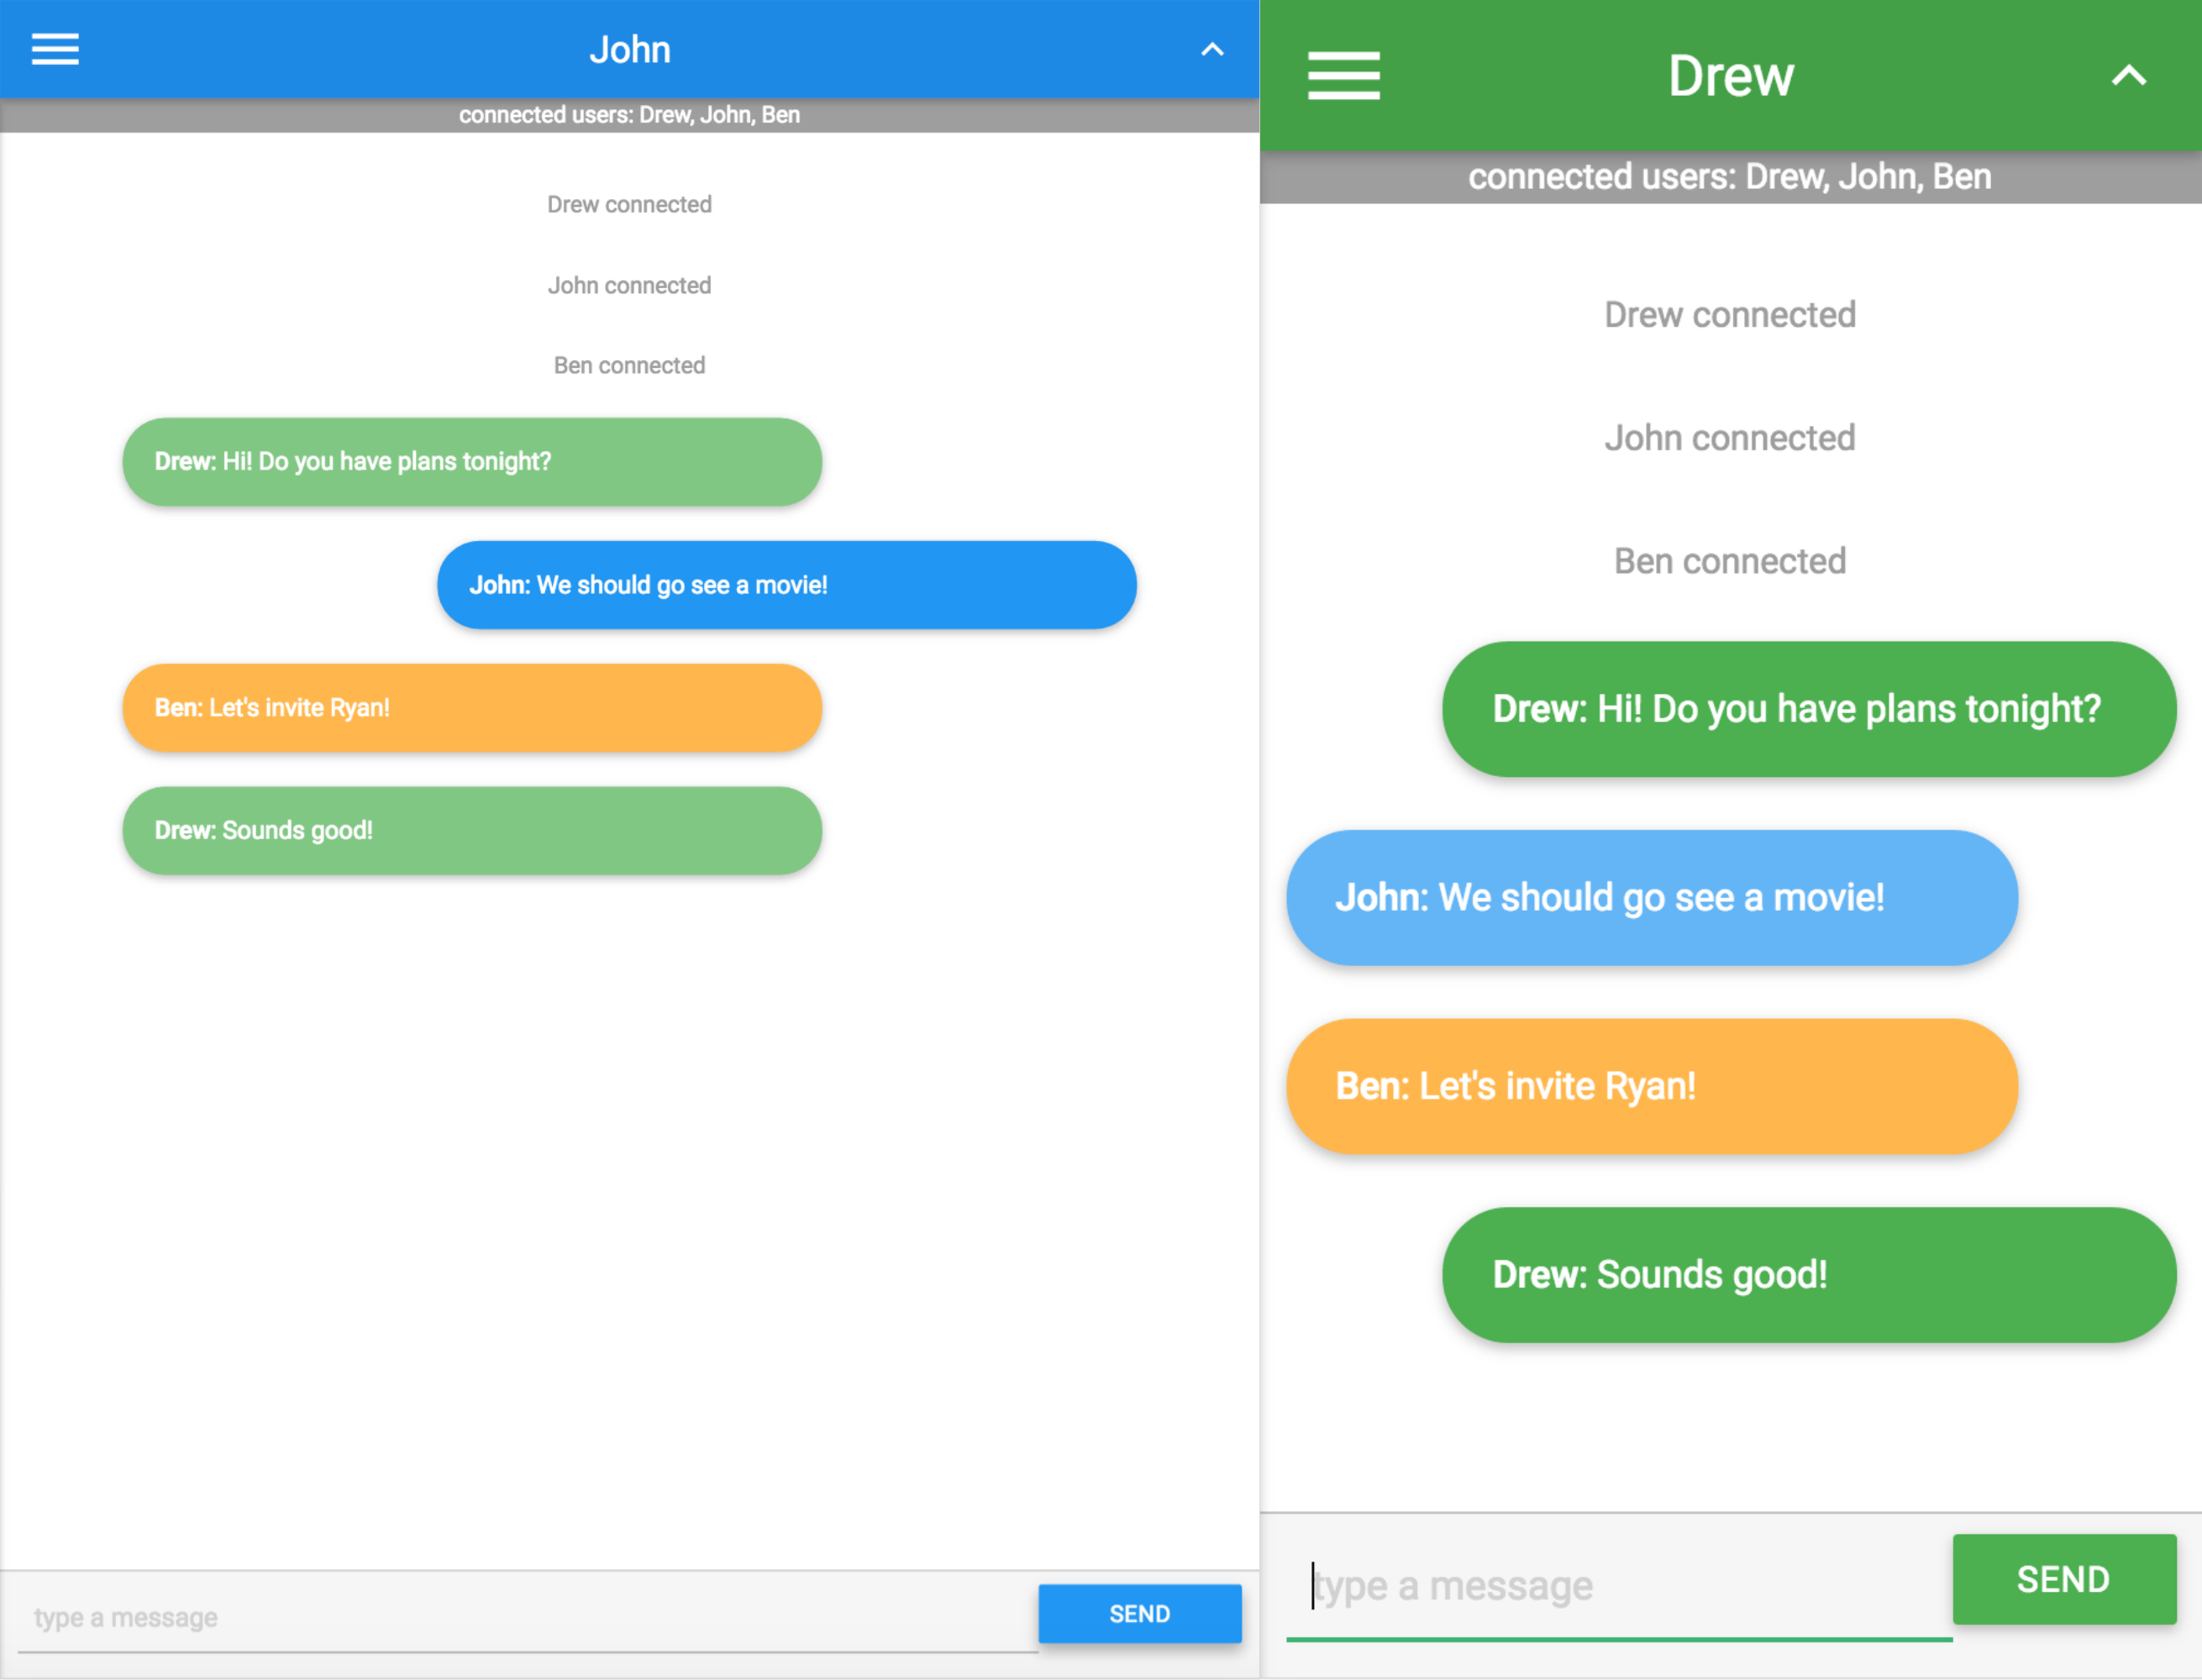 John
connected users: Drew, John, Ben
Drew connected
John connected
Ben connected
Drew: Hi! Do you have plans tonight?
John: We should go see a movie!
Ben: Let's invite Ryan!
Drew: Sounds good!
type a message
SEND
Drew
connected users: Drew, John, Ben
Drew connected
John connected
Ben connected
Drew: Hi! Do you have plans tonight?
John: We should go see a movie!
Ben: Let's invite Ryan!
Drew: Sounds good!
type a message
SEND